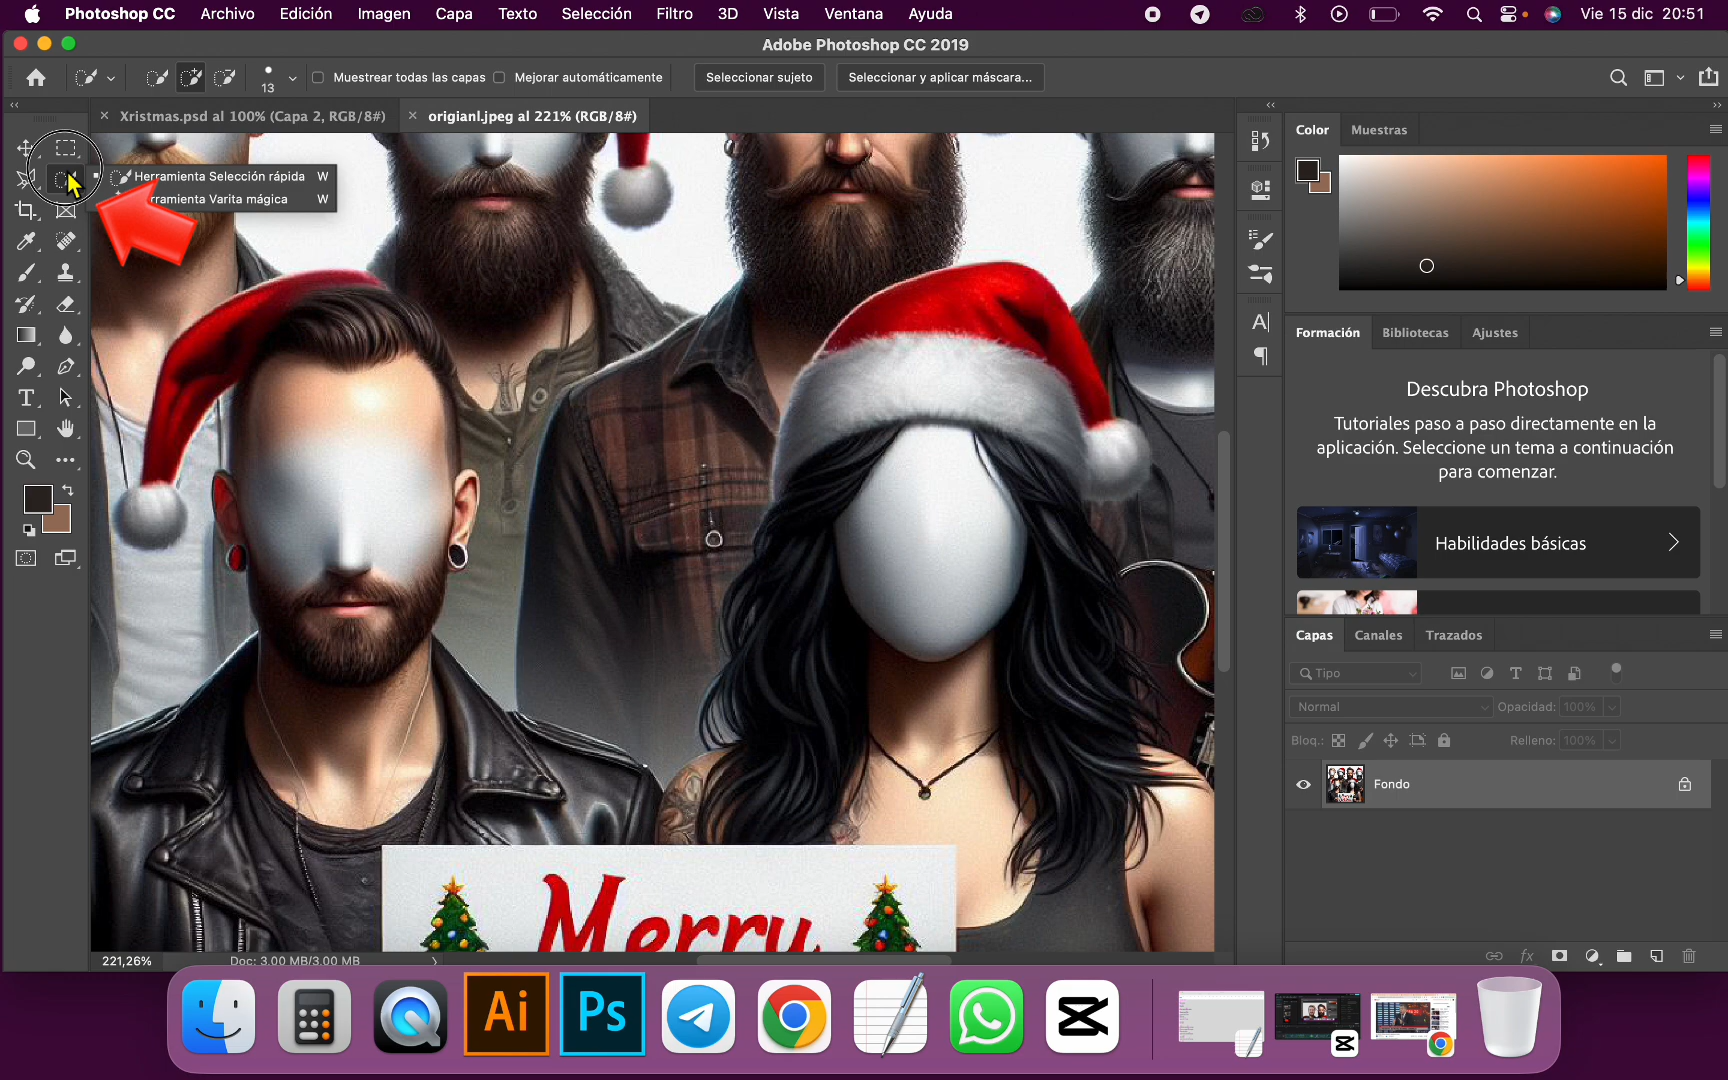 Photoshop CC Archivo Edición Imagen Capa Texto Selección Filtro 3D Vista Ventana Ayuda Vie 15 dic 20:51
Adobe Photoshop CC 2019
13 Muestrear todas las capas Mejorar automáticamente Seleccionar sujeto Seleccionar y aplicar máscara...
Xristmas.psd al 100% (Capa 2, RGB/8#) origianl.jpeg al 221% (RGB/8#)
Color Muestras
Herramienta Selección rápida W
rramienta Varita mágica W
Formación Bibliotecas Ajustes
Descubra Photoshop
Tutoriales paso a paso directamente en la
aplicación. Seleccione un tema a continuación
para comenzar.
Habilidades básicas
Capas Canales Trazados
Tipo
Normal Opacidad: 100%
Bloq.: Relleno: 100%
Fondo
Merry
221,26% Doc: 3,00 MB/3,00 MB
Ai Ps